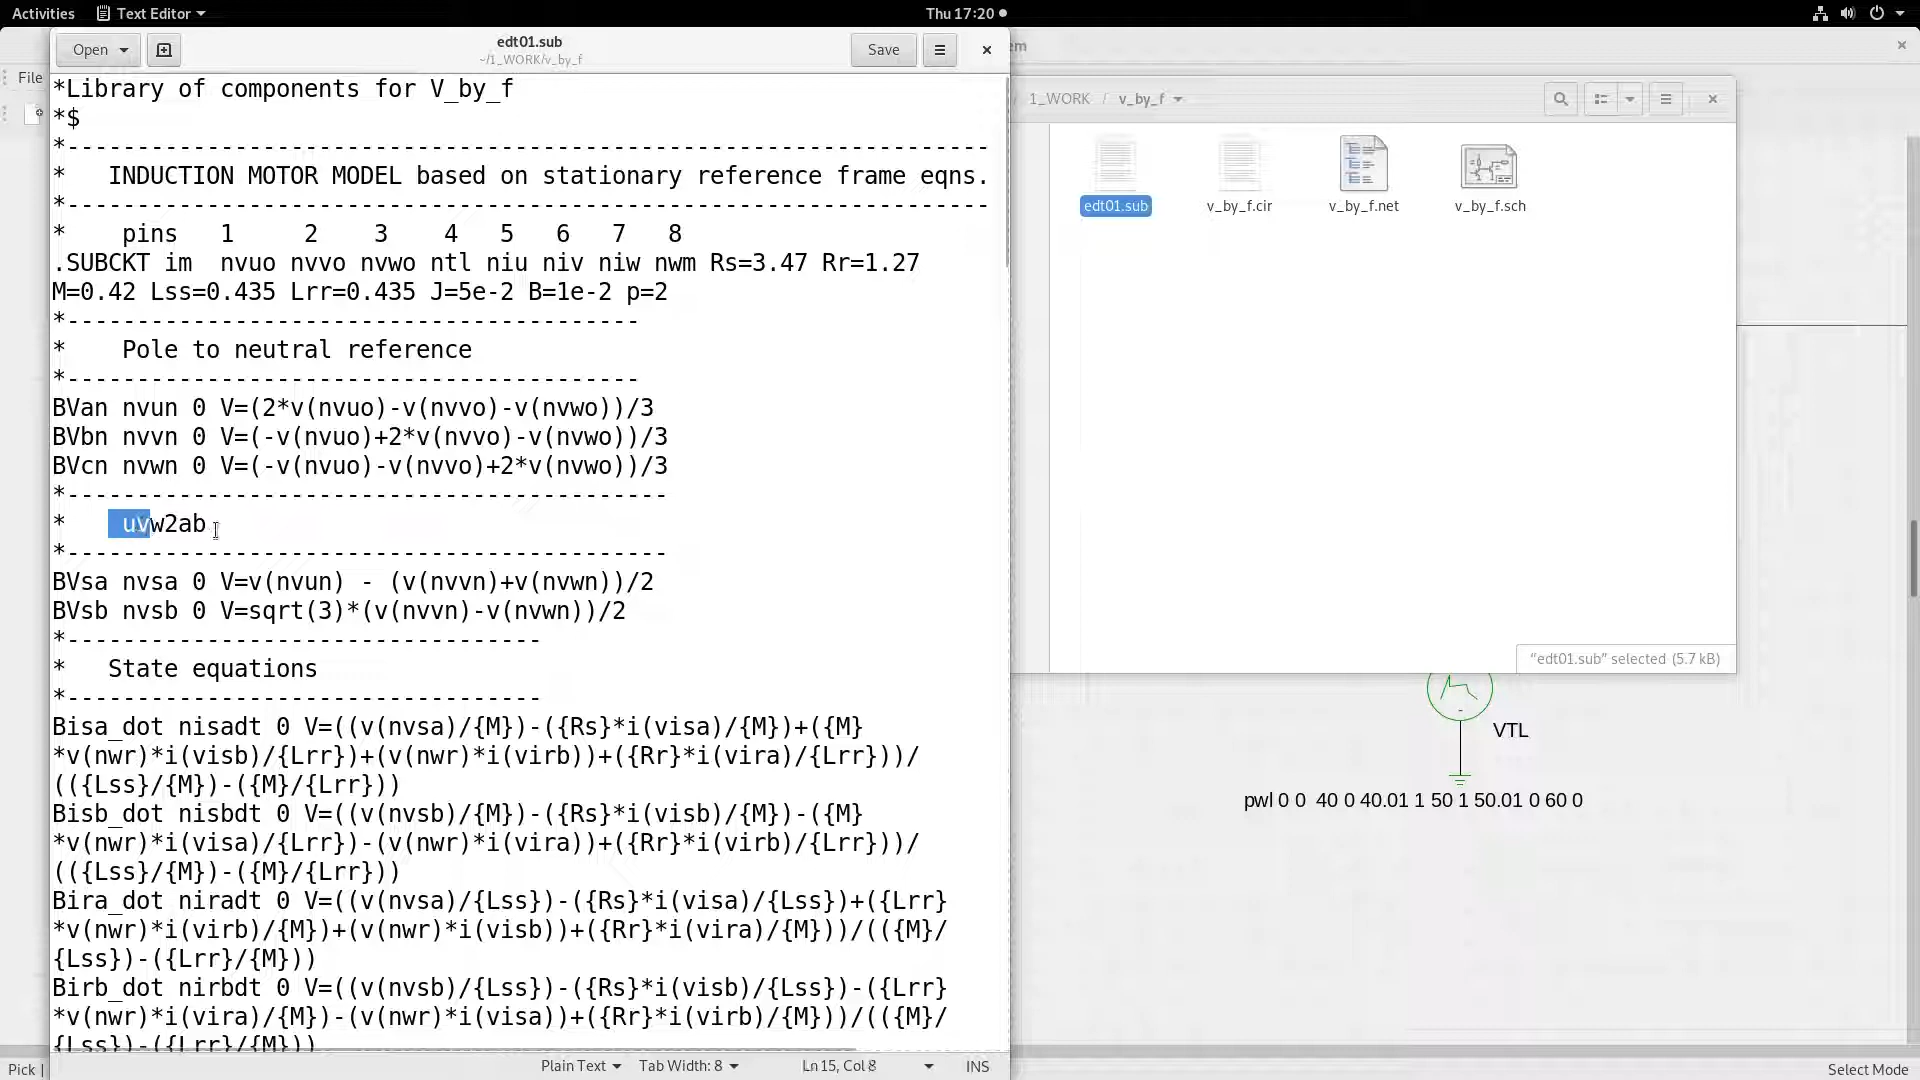 Activities Text Editor Thu 17:20
Open edt01.sub Save
~/1_WORK/v_by_f
*Library of components for V_by_f
*$
*------------------------------------------------------------------
*   INDUCTION MOTOR MODEL based on stationary reference frame eqns.
*------------------------------------------------------------------
*    pins   1     2    3    4   5   6   7   8
.SUBCKT im  nvuo nvvo nvwo ntl niu niv niw nwm Rs=3.47 Rr=1.27
M=0.42 Lss=0.435 Lrr=0.435 J=5e-2 B=1e-2 p=2
*-----------------------------------------
*    Pole to neutral reference
*-----------------------------------------
BVan nvun 0 V=(2*v(nvuo)-v(nvvo)-v(nvwo))/3
BVbn nvvn 0 V=(-v(nvuo)+2*v(nvvo)-v(nvwo))/3
BVcn nvwn 0 V=(-v(nvuo)-v(nvvo)+2*v(nvwo))/3
*-------------------------------------------
*    uvw2ab
*-------------------------------------------
BVsa nvsa 0 V=v(nvun) - (v(nvvn)+v(nvwn))/2
BVsb nvsb 0 V=sqrt(3)*(v(nvvn)-v(nvwn))/2
*----------------------------------
*   State equations
*----------------------------------
Bisa_dot nisadt 0 V=((v(nvsa)/{M})-({Rs}*i(visa)/{M})+({M}
*v(nwr)*i(visb)/{Lrr})+(v(nwr)*i(virb))+({Rr}*i(vira)/{Lrr}))/
(({Lss}/{M})-({M}/{Lrr}))
Bisb_dot nisbdt 0 V=((v(nvsb)/{M})-({Rs}*i(visb)/{M})-({M}
*v(nwr)*i(visa)/{Lrr})-(v(nwr)*i(vira))+({Rr}*i(virb)/{Lrr}))/
(({Lss}/{M})-({M}/{Lrr}))
Bira_dot niradt 0 V=((v(nvsa)/{Lss})-({Rs}*i(visa)/{Lss})+({Lrr}
*v(nwr)*i(virb)/{M})+(v(nwr)*i(visb))+({Rr}*i(vira)/{M}))/(({M}/
{Lss})-({Lrr}/{M}))
Birb_dot nirbdt 0 V=((v(nvsb)/{Lss})-({Rs}*i(visb)/{Lss})-({Lrr}
*v(nwr)*i(vira)/{M})-(v(nwr)*i(visa))+({Rr}*i(virb)/{M}))/(({M}/
{Lss})-({Lrr}/{M}))
Plain Text Tab Width: 8 Ln 15, Col 8 INS
File
1_WORK / v_by_f
edt01.sub v_by_f.cir v_by_f.net v_by_f.sch
“edt01.sub” selected (5.7 kB)
VTL
pwl 0 0 40 0 40.01 1 50 1 50.01 0 60 0
Pick | Select Mode